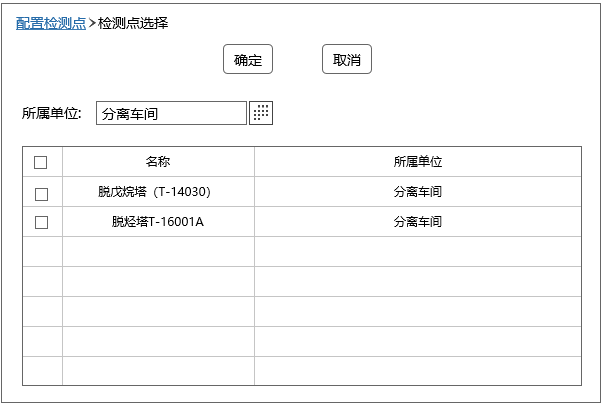 配置检测点>检测点选择
确定 取消
所属单位: 分离车间
名称 所属单位
脱戊烷塔（T-14030） 分离车间
脱烃塔T-16001A 分离车间